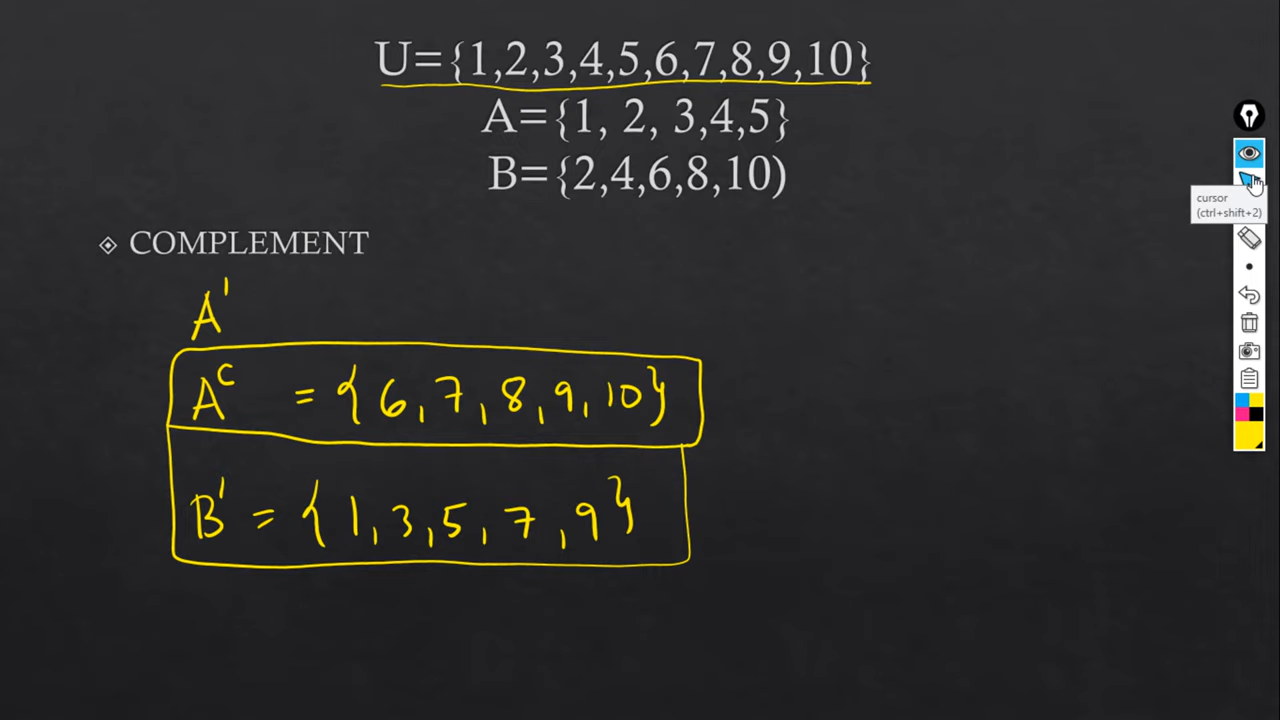 U={1,2,3,4,5,6,7,8,9,10}
A={1, 2, 3,4,5}
B={2,4,6,8,10)
COMPLEMENT
A'
Aᶜ = {6, 7, 8, 9, 10}
B' = {1, 3, 5, 7, 9}
cursor
(ctrl+shift+2)